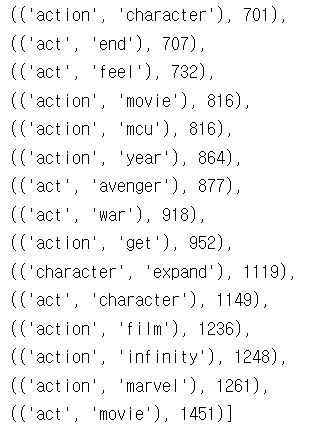 (('action', 'character'), 701),
(('act', 'end'), 707),
(('act', 'feel'), 732),
(('action', 'movie'), 816),
(('action', 'mcu'), 816),
(('action', 'year'), 864),
(('act', 'avenger'), 877),
(('act', 'war'), 918),
(('action', 'get'), 952),
(('character', 'expand'), 1119),
(('act', 'character'), 1149),
(('action', 'film'), 1236),
(('action', 'infinity'), 1248),
(('action', 'marvel'), 1261),
(('act', 'movie'), 1451)]